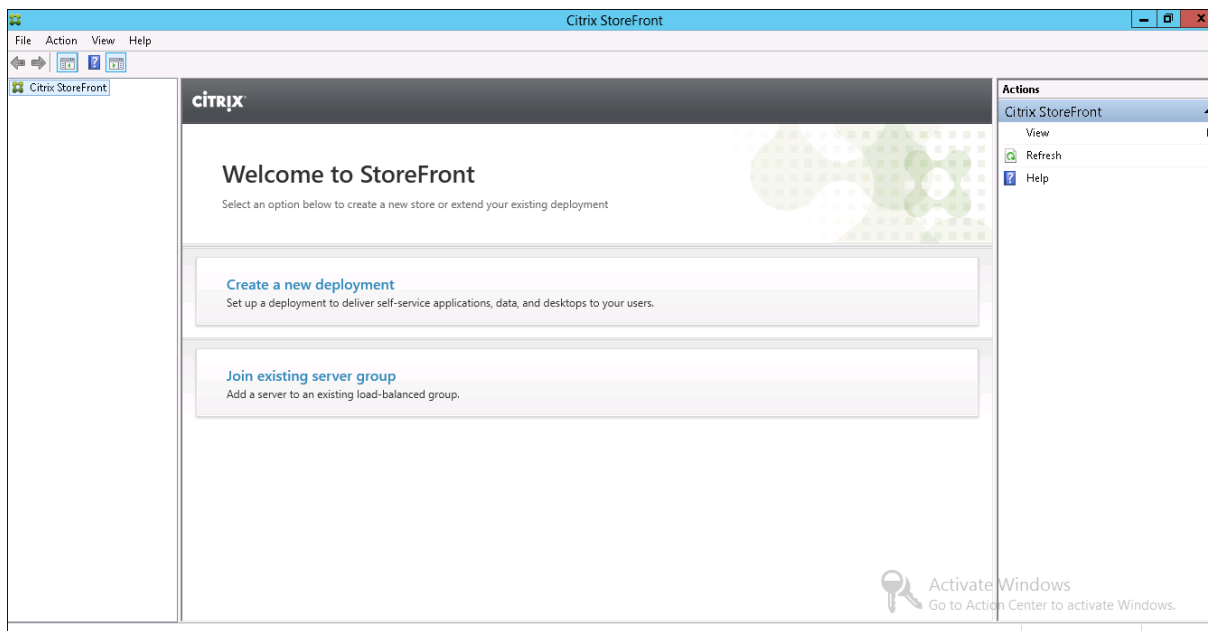 Citrix StoreFront
File Action View Help
Citrix StoreFront
CİTRIX
Welcome to StoreFront
Select an option below to create a new store or extend your existing deployment
Create a new deployment
Set up a deployment to deliver self-service applications, data, and desktops to your users.
Join existing server group
Add a server to an existing load-balanced group.
Actions
Citrix StoreFront
View
Refresh
Help
Activate Windows
Go to Action Center to activate Windows.